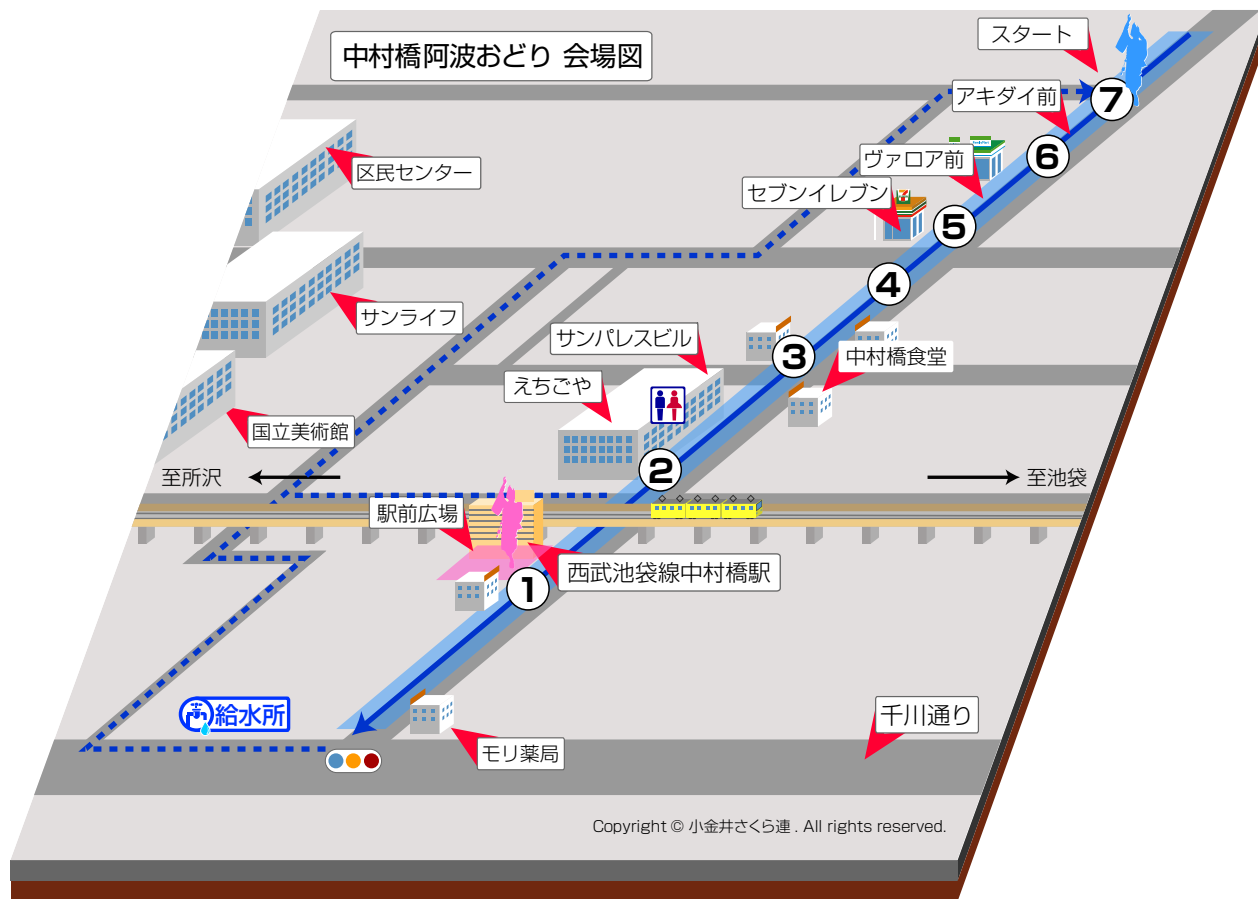 中村橋阿波おどり 会場図
スタート
アキダイ前
7
6
ヴァロア前
区民センター
セブンイレブン
7
5
4
サンライフ
サンパレスビル
3
中村橋食堂
えちごや
国立美術館
2
至所沢
至池袋
駅前広場
西武池袋線中村橋駅
1
給水所
千川通り
モリ薬局
Copyright © 小金井さくら連 . All rights reserved.